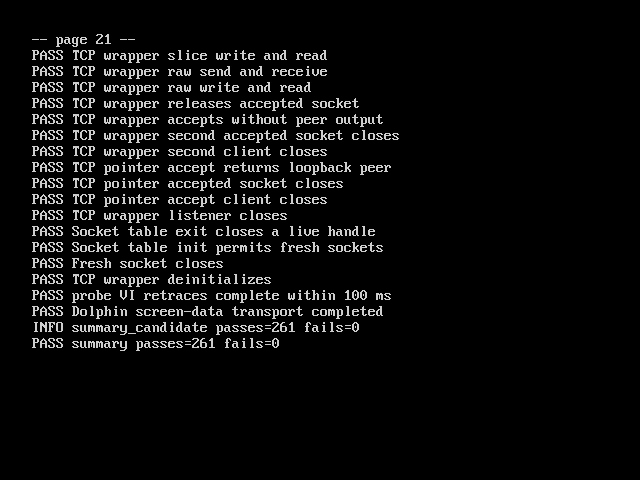 -- page 21 --
PASS TCP wrapper slice write and read
PASS TCP wrapper raw send and receive
PASS TCP wrapper raw write and read
PASS TCP wrapper releases accepted socket
PASS TCP wrapper accepts without peer output
PASS TCP wrapper second accepted socket closes
PASS TCP wrapper second client closes
PASS TCP pointer accept returns loopback peer
PASS TCP pointer accepted socket closes
PASS TCP pointer accept client closes
PASS TCP wrapper listener closes
PASS Socket table exit closes a live handle
PASS Socket table init permits fresh sockets
PASS Fresh socket closes
PASS TCP wrapper deinitializes
PASS probe VI retraces complete within 100 ms
PASS Dolphin screen-data transport completed
INFO summary_candidate passes=261 fails=0
PASS summary passes=261 fails=0